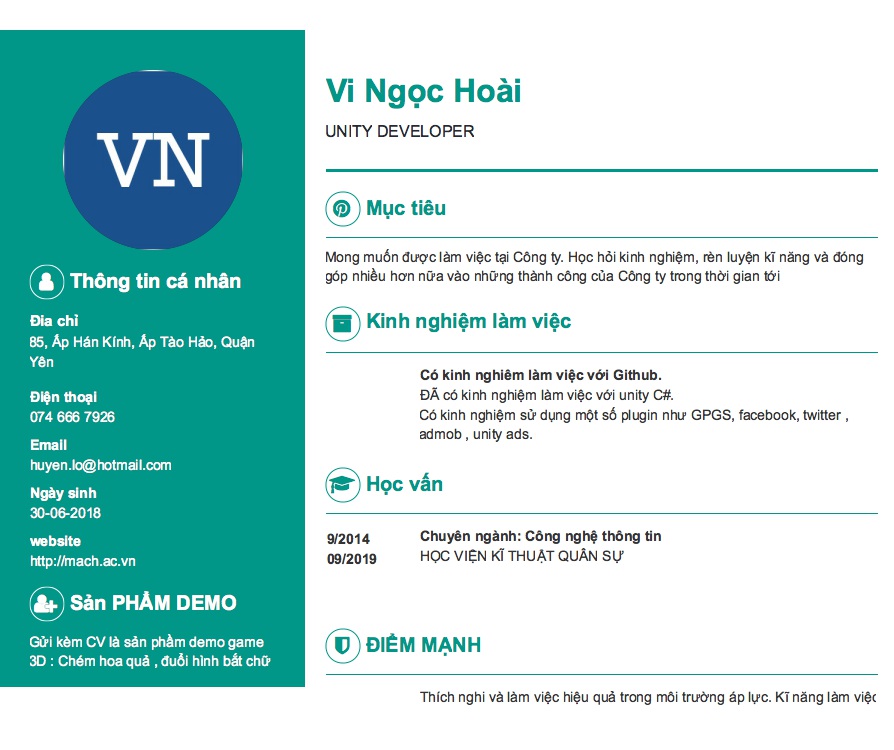 VN
Thông tin cá nhân
Địa chỉ
85, Ấp Hán Kính, Ấp Tào Hảo, Quận
Yên
Điện thoại
074 666 7926
Email
huyen.lo@hotmail.com
Ngày sinh
30-06-2018
website
http://mach.ac.vn
Sản PHẨM DEMO
Gửi kèm CV là sản phẩm demo game
3D : Chém hoa quả , đuổi hình bắt chữ
Vi Ngọc Hoài
UNITY DEVELOPER
Mục tiêu
Mong muốn được làm việc tại Công ty. Học hỏi kinh nghiệm, rèn luyện kĩ năng và đóng
góp nhiều hơn nữa vào những thành công của Công ty trong thời gian tới
Kinh nghiệm làm việc
Có kinh nghiêm làm việc với Github.
ĐÃ có kinh nghiệm làm việc với unity C#.
Có kinh nghiệm sử dụng một số plugin như GPGS, facebook, twitter ,
admob , unity ads.
Học vấn
9/2014
09/2019
Chuyên ngành: Công nghệ thông tin
HỌC VIỆN KĨ THUẬT QUÂN SỰ
ĐIỂM MẠNH
Thích nghi và làm việc hiệu quả trong môi trường áp lực. Kĩ năng làm việc